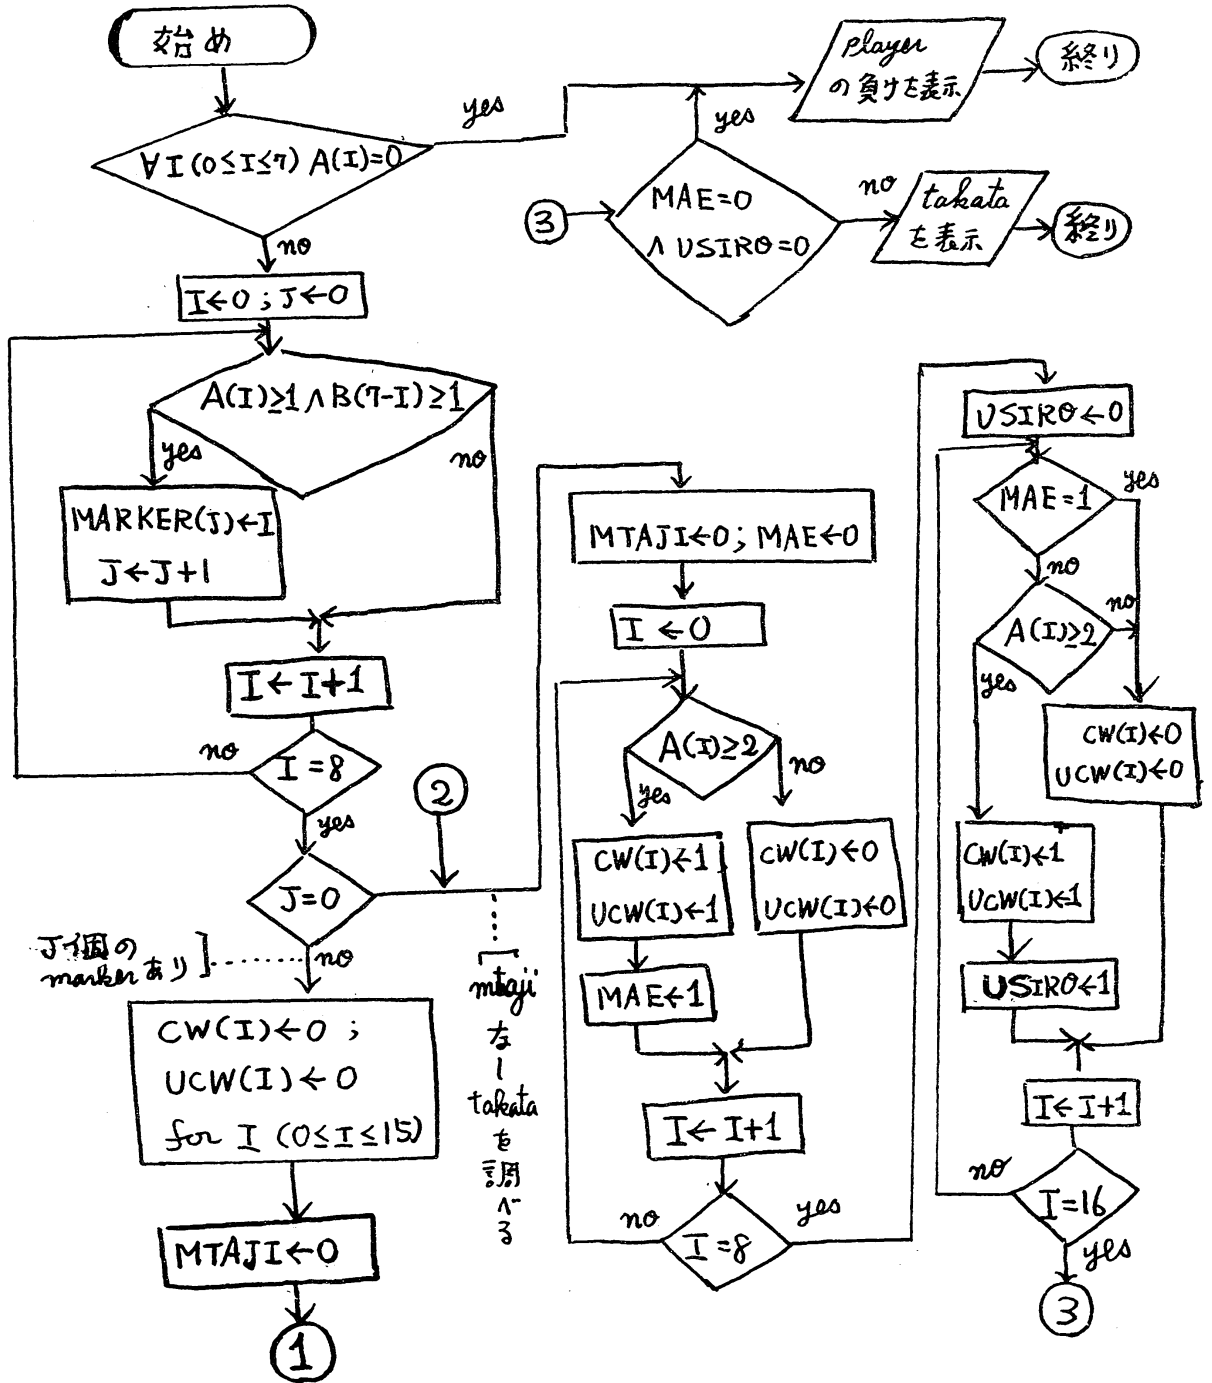 始め
∀I(0≤I≤7) A(I)=0
yes
no
Player
の負けを表示
終り
③
MAE=0
∧ USIRO=0
yes
no
takata
を表示
終り
I←0;J←0
A(I)≥1∧B(7-I)≥1
yes
no
MARKER(J)←I
J←J+1
I←I+1
I=8
no
yes
②
J=0
no
J個の
markerあり
CW(I)←0 ;
UCW(I)←0
for I (0≤I≤15)
MTAJI←0
①
mtaji
なし
takata
を
調べる
MTAJI←0; MAE←0
I←0
A(I)≥2
yes
no
CW(I)←1
UCW(I)←1
CW(I)←0
UCW(I)←0
MAE←1
I←I+1
I=8
no
yes
USIRO←0
MAE=1
yes
no
A(I)≥2
no
yes
CW(I)←0
UCW(I)←0
CW(I)←1
UCW(I)←1
USIRO←1
I←I+1
I=16
no
yes
③